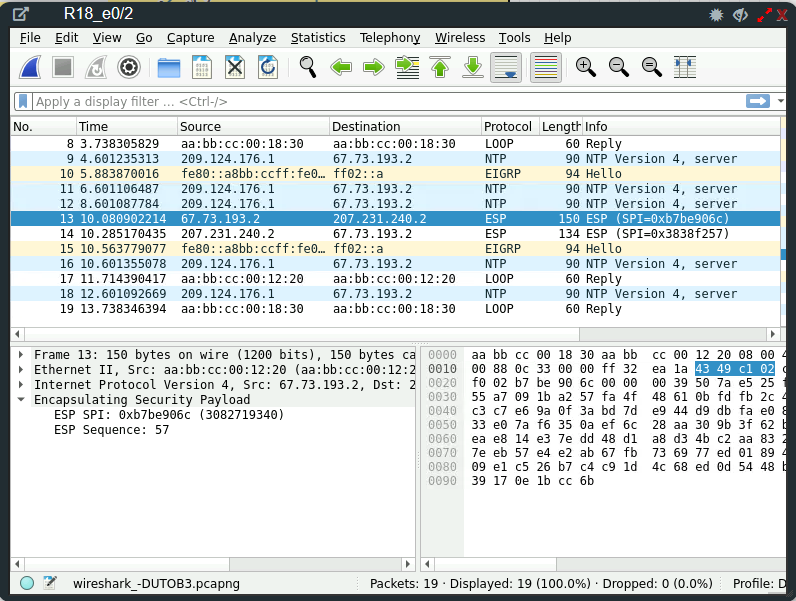 R18_e0/2
File Edit View Go Capture Analyze Statistics Telephony Wireless Tools Help
Apply a display filter ... <Ctrl-/>
No. Time Source Destination Protocol Length Info
8 3.738305829 aa:bb:cc:00:18:30 aa:bb:cc:00:18:30 LOOP 60 Reply
9 4.601235313 209.124.176.1 67.73.193.2 NTP 90 NTP Version 4, server
10 5.883870016 fe80::a8bb:ccff:fe0… ff02::a EIGRP 94 Hello
11 6.601106487 209.124.176.1 67.73.193.2 NTP 90 NTP Version 4, server
12 8.601087784 209.124.176.1 67.73.193.2 NTP 90 NTP Version 4, server
13 10.080902214 67.73.193.2 207.231.240.2 ESP 150 ESP (SPI=0xb7be906c)
14 10.285170435 207.231.240.2 67.73.193.2 ESP 134 ESP (SPI=0x3838f257)
15 10.563779077 fe80::a8bb:ccff:fe0… ff02::a EIGRP 94 Hello
16 10.601355078 209.124.176.1 67.73.193.2 NTP 90 NTP Version 4, server
17 11.714390417 aa:bb:cc:00:12:20 aa:bb:cc:00:12:20 LOOP 60 Reply
18 12.601092669 209.124.176.1 67.73.193.2 NTP 90 NTP Version 4, server
19 13.738346394 aa:bb:cc:00:18:30 aa:bb:cc:00:18:30 LOOP 60 Reply
Frame 13: 150 bytes on wire (1200 bits), 150 bytes ca
Ethernet II, Src: aa:bb:cc:00:12:20 (aa:bb:cc:00:12:2
Internet Protocol Version 4, Src: 67.73.193.2, Dst: 2
Encapsulating Security Payload
ESP SPI: 0xb7be906c (3082719340)
ESP Sequence: 57
0000 aa bb cc 00 18 30 aa bb cc 00 12 20 08 00 4
0010 00 88 0c 33 00 00 ff 32 ea 1a 43 49 c1 02 c
0020 f0 02 b7 be 90 6c 00 00 00 39 50 7a e5 25 f
0030 55 a7 09 1b a2 57 fa 4f 48 61 0b fd fb 2c 4
0040 c3 c7 e6 9a 0f 3a bd 7d e9 44 d9 db fa e0 8
0050 33 e0 7a f6 35 0a ef 6c 28 aa 30 9b 3f 62 b
0060 ea e8 14 e3 7e dd 48 d1 a8 d3 4b c2 aa 83 2
0070 7e eb 57 e4 e2 ab 67 fb 73 69 77 ed 01 89 4
0080 09 e1 c5 26 b7 c4 c9 1d 4c 68 ed 0d 54 48 b
0090 39 17 0e 1b cc 6b
wireshark_-DUTOB3.pcapng Packets: 19 · Displayed: 19 (100.0%) · Dropped: 0 (0.0%) Profile: D